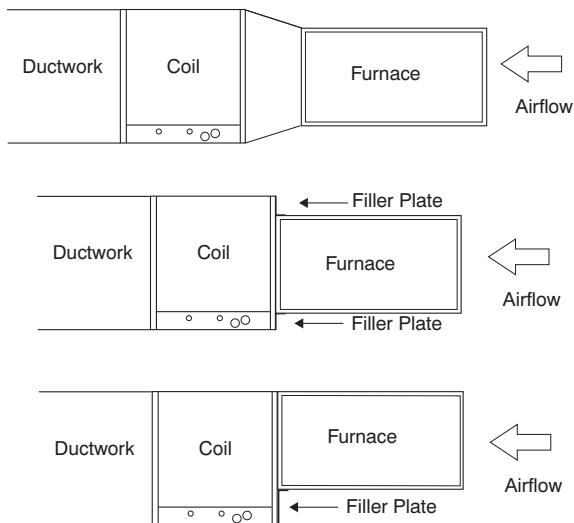 Ductwork
Coil
Furnace
Airflow
Filler Plate
Ductwork
Coil
Furnace
Airflow
Filler Plate
Ductwork
Coil
Furnace
Airflow
Filler Plate